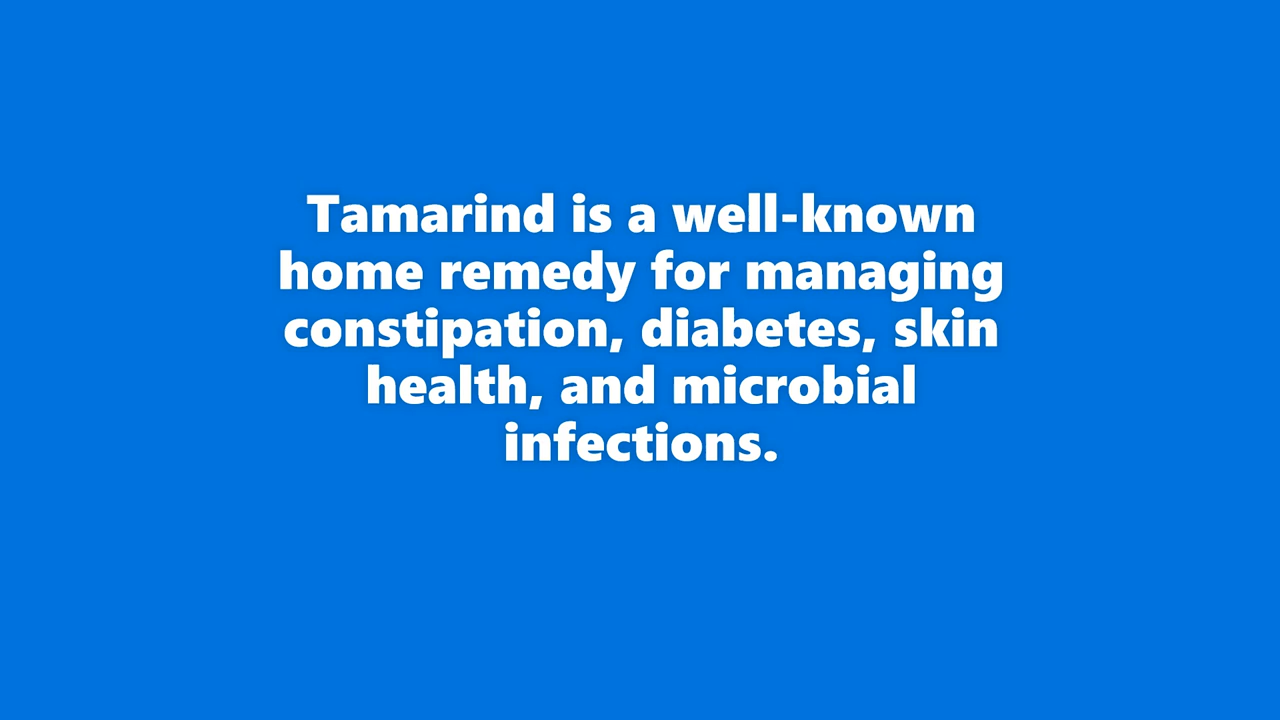 Tamarind is a well-known
home remedy for managing
constipation, diabetes, skin
health, and microbial
infections.